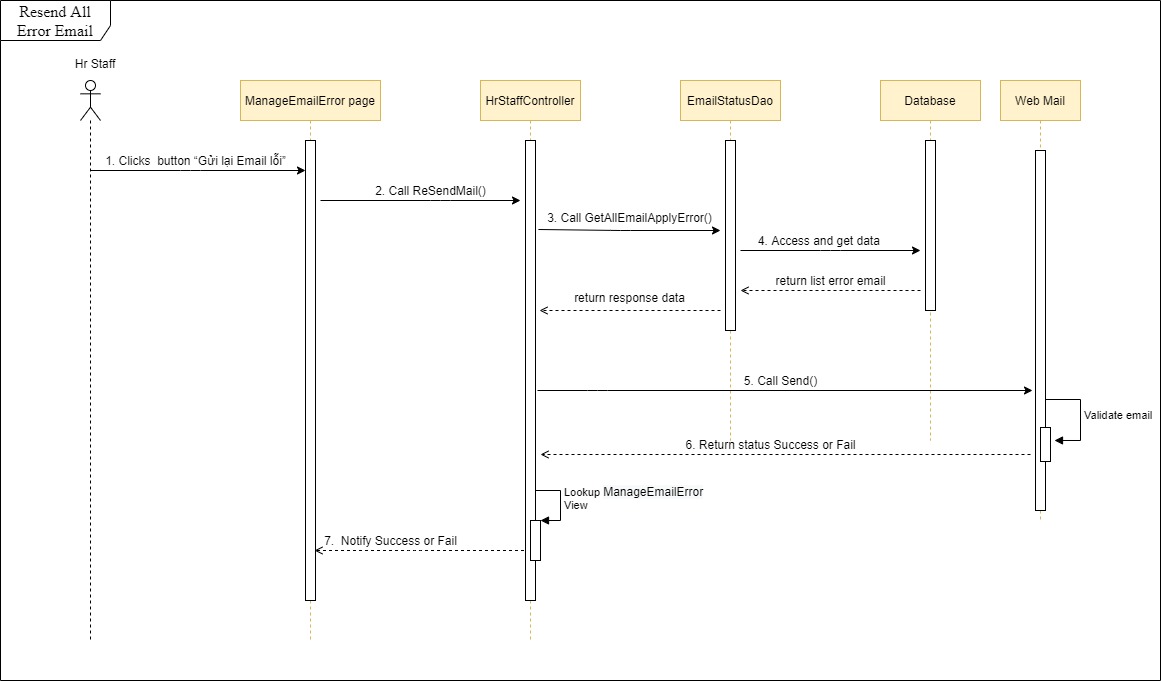 Resend All
Error Email
Hr Staff
ManageEmailError page
HrStaffController
EmailStatusDao
Database
Web Mail
1. Clicks  button “Gửi lại Email lỗi”
2. Call ReSendMail()
3. Call GetAllEmailApplyError()
4. Access and get data
return list error email
return response data
5. Call Send()
Validate email
6. Return status Success or Fail
Lookup ManageEmailError
View
7.  Notify Success or Fail